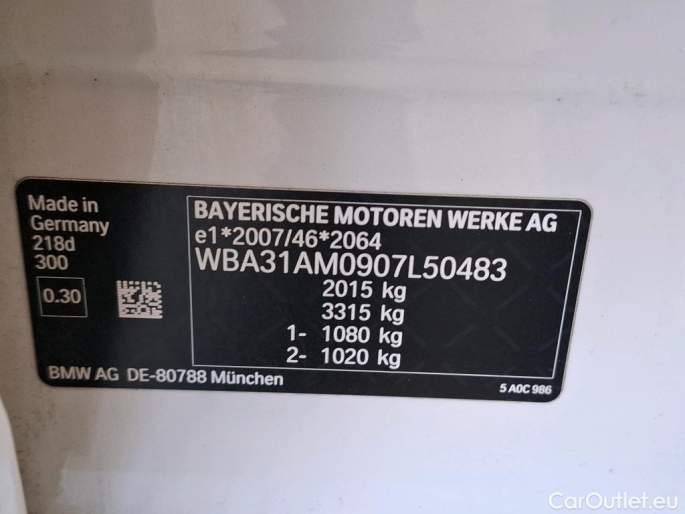 Made in
Germany
218d
300
0.30
BAYERISCHE MOTOREN WERKE AG
e1*2007/46*2064
WBA31AM0907L50483
2015 kg
3315 kg
1- 1080 kg
2- 1020 kg
BMW AG DE-80788 München
5 A0C 986
CarOutlet.eu